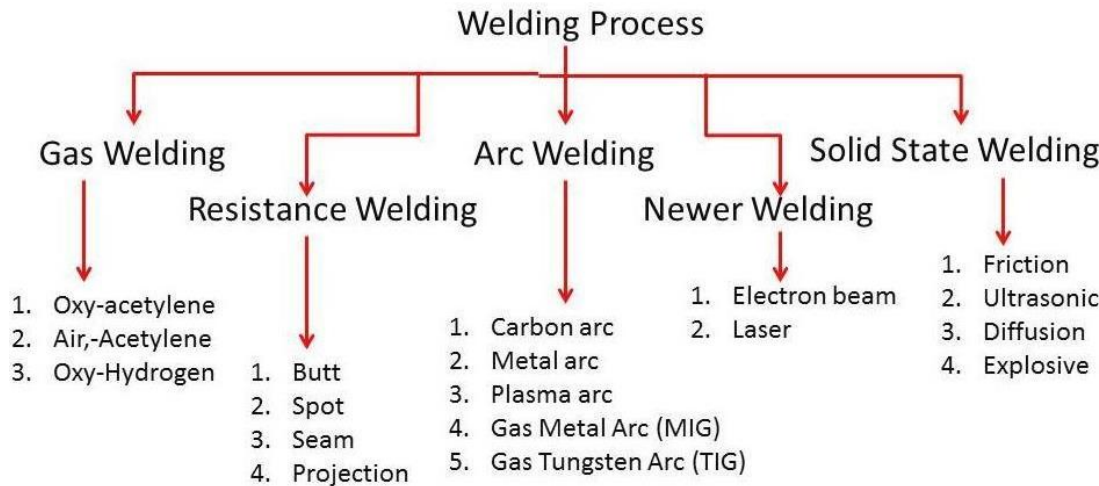 Welding Process
Gas Welding
1. Oxy-acetylene
2. Air,-Acetylene
3. Oxy-Hydrogen
Resistance Welding
1. Butt
2. Spot
3. Seam
4. Projection
Arc Welding
1. Carbon arc
2. Metal arc
3. Plasma arc
4. Gas Metal Arc (MIG)
5. Gas Tungsten Arc (TIG)
Newer Welding
1. Electron beam
2. Laser
Solid State Welding
1. Friction
2. Ultrasonic
3. Diffusion
4. Explosive